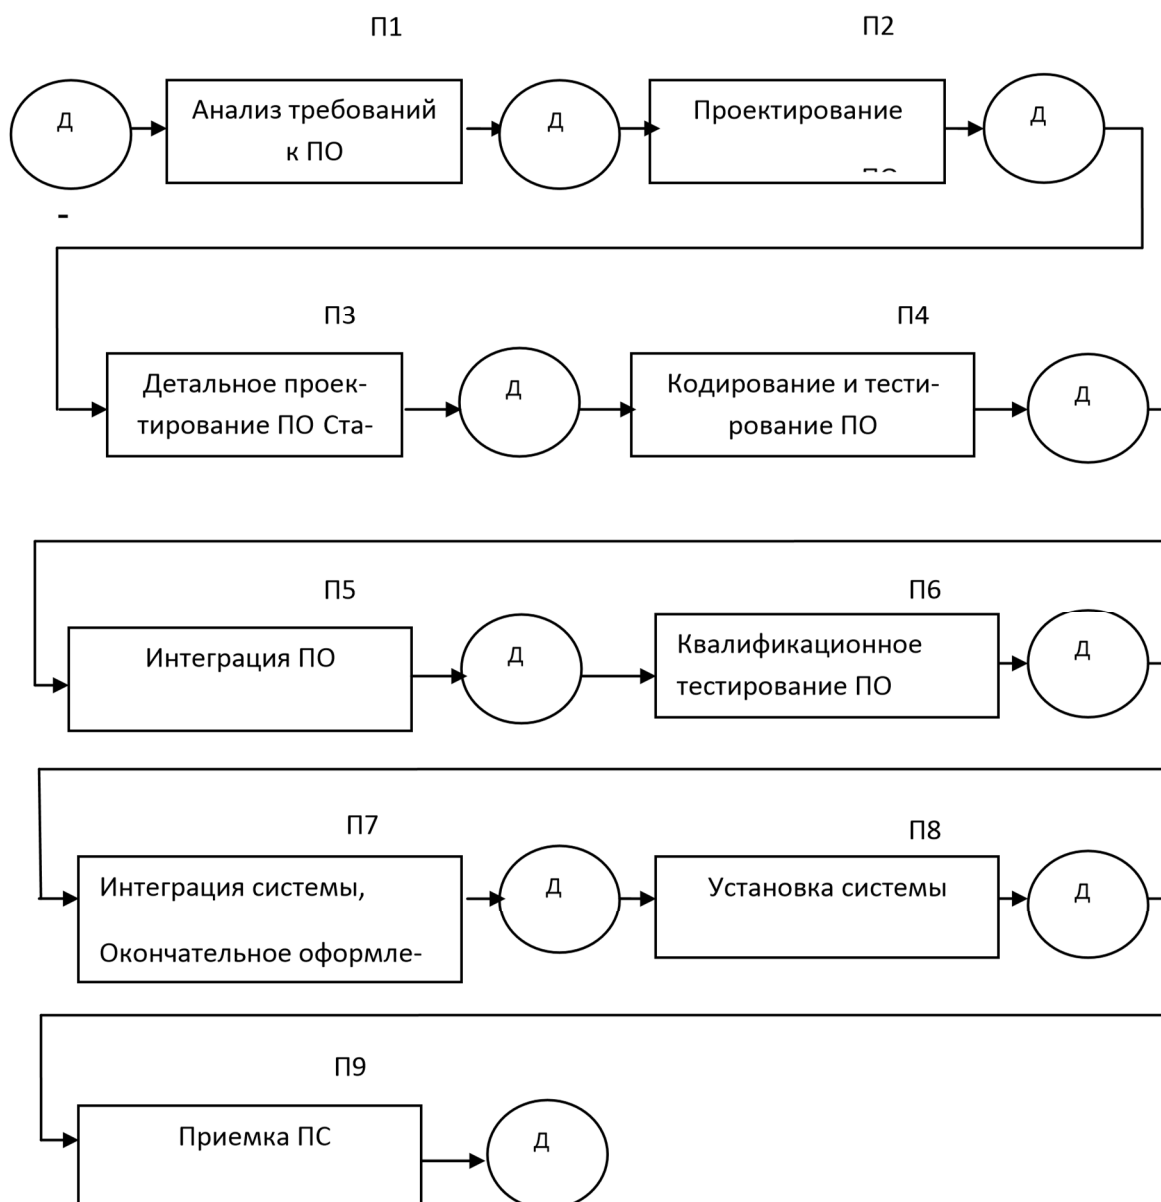 П1
П2
Д
Анализ требований
к ПО
Д
Проектирование
Д
-
П3
П4
Детальное проек-
тирование ПО Ста-
Д
Кодирование и тести-
рование ПО
Д
П5
П6
Интеграция ПО
Д
Квалификационное
тестирование ПО
Д
П7
П8
Интеграция системы,
Окончательное оформле-
Д
Установка системы
Д
П9
Приемка ПС
Д